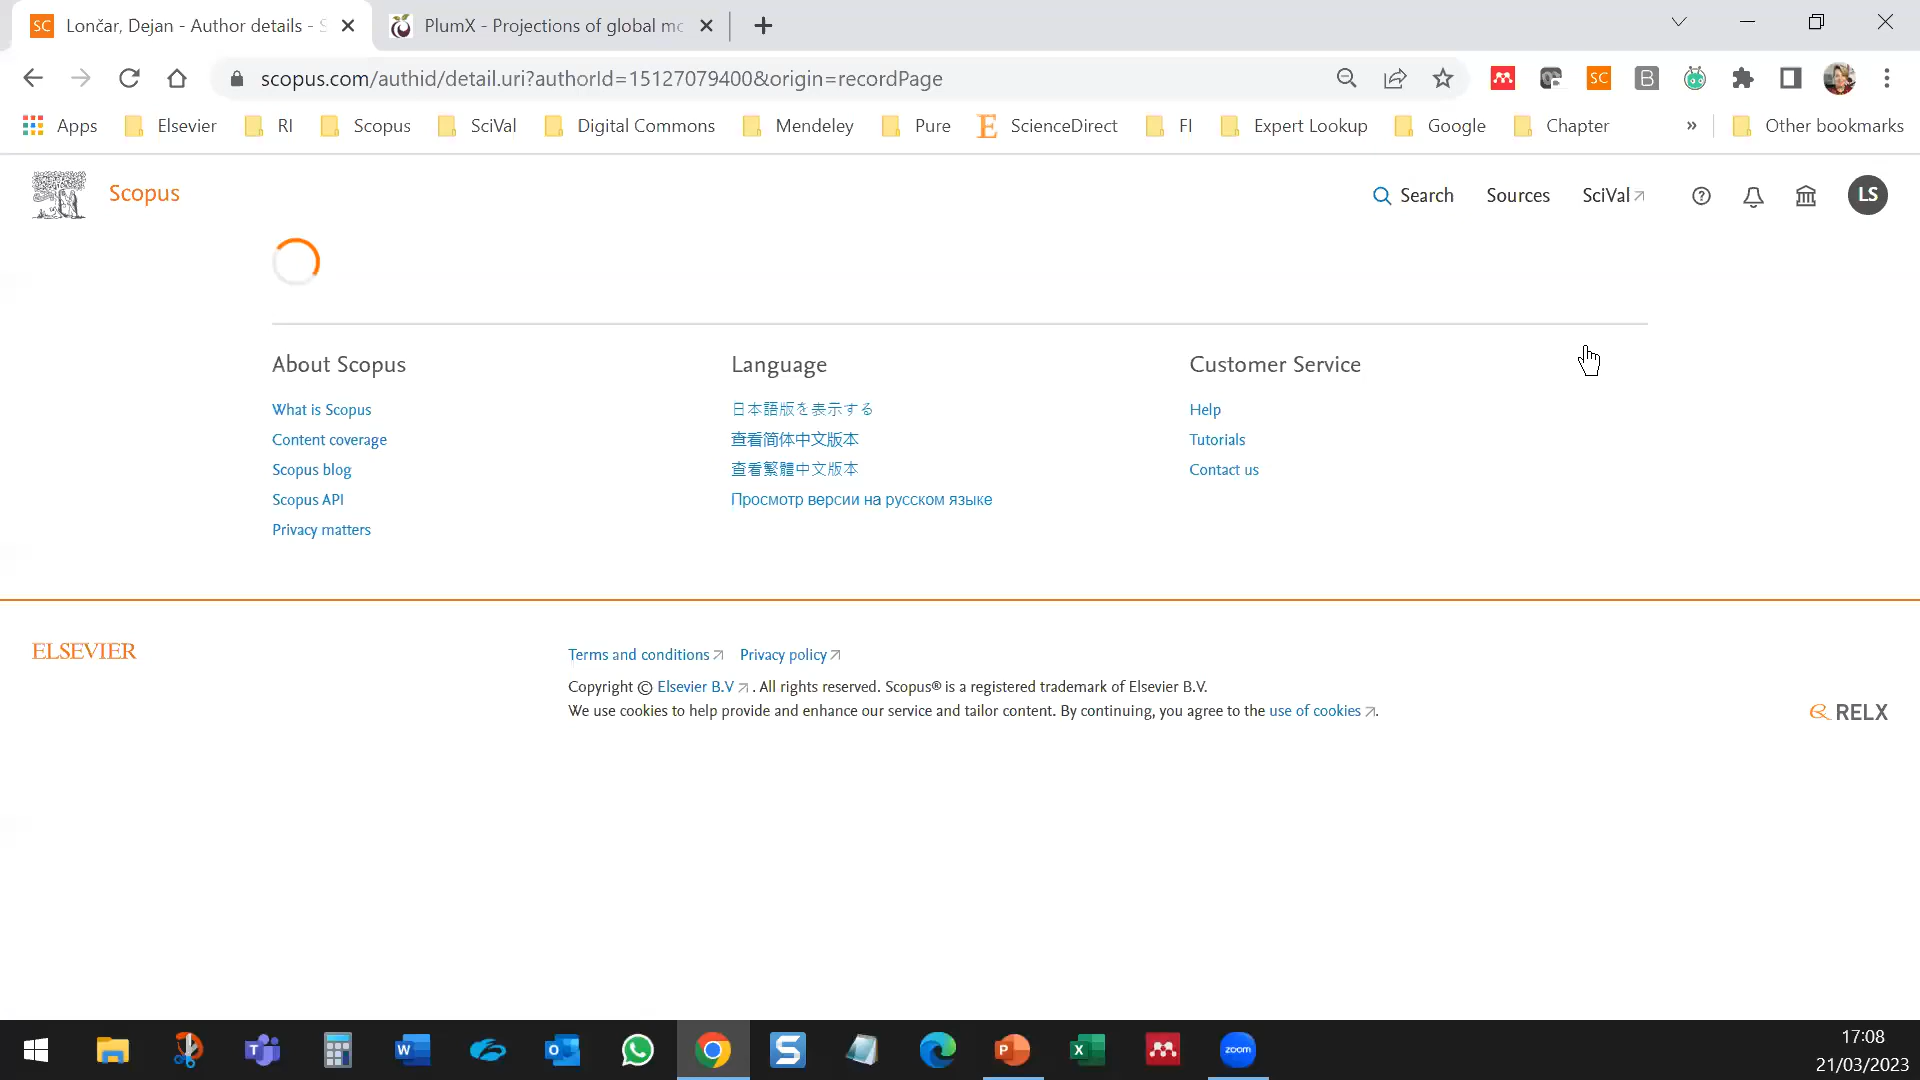 SC Lončar, Dejan - Author details - S
PlumX - Projections of global mo
scopus.com/authid/detail.uri?authorId=15127079400&origin=recordPage
SC
B
Apps
Elsevier
RI
Scopus
SciVal
Digital Commons
Mendeley
Pure
E ScienceDirect
FI
Expert Lookup
Google
Chapter
»
Other bookmarks
Scopus
Search
Sources
SciVal
LS
About Scopus
What is Scopus
Content coverage
Scopus blog
Scopus API
Privacy matters
Language
日本語版を表示する
查看简体中文版本
查看繁體中文版本
Просмотр версии на русском языке
Customer Service
Help
Tutorials
Contact us
ELSEVIER
Terms and conditions Privacy policy
Copyright © Elsevier B.V . All rights reserved. Scopus® is a registered trademark of Elsevier B.V.
We use cookies to help provide and enhance our service and tailor content. By continuing, you agree to the use of cookies .
RELX
zoom
17:08
21/03/2023